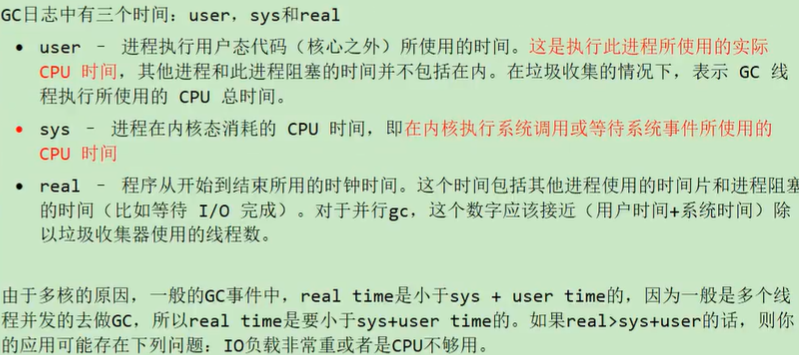 GC日志中有三个时间：user，sys和real
• user – 进程执行用户态代码（核心之外）所使用的时间。这是执行此进程所使用的实际
CPU 时间，其他进程和此进程阻塞的时间并不包括在内。在垃圾收集的情况下，表示 GC 线
程执行所使用的 CPU 总时间。
• sys – 进程在内核态消耗的 CPU 时间，即在内核执行系统调用或等待系统事件所使用的
CPU 时间
• real – 程序从开始到结束所用的时钟时间。这个时间包括其他进程使用的时间片和进程阻塞
的时间（比如等待 I/O 完成）。对于并行gc，这个数字应该接近（用户时间+系统时间）除
以垃圾收集器使用的线程数。
由于多核的原因，一般的GC事件中，real time是小于sys + user time的，因为一般是多个线
程并发的去做GC，所以real time是要小于sys+user time的。如果real>sys+user的话，则你
的应用可能存在下列问题：IO负载非常重或者是CPU不够用。